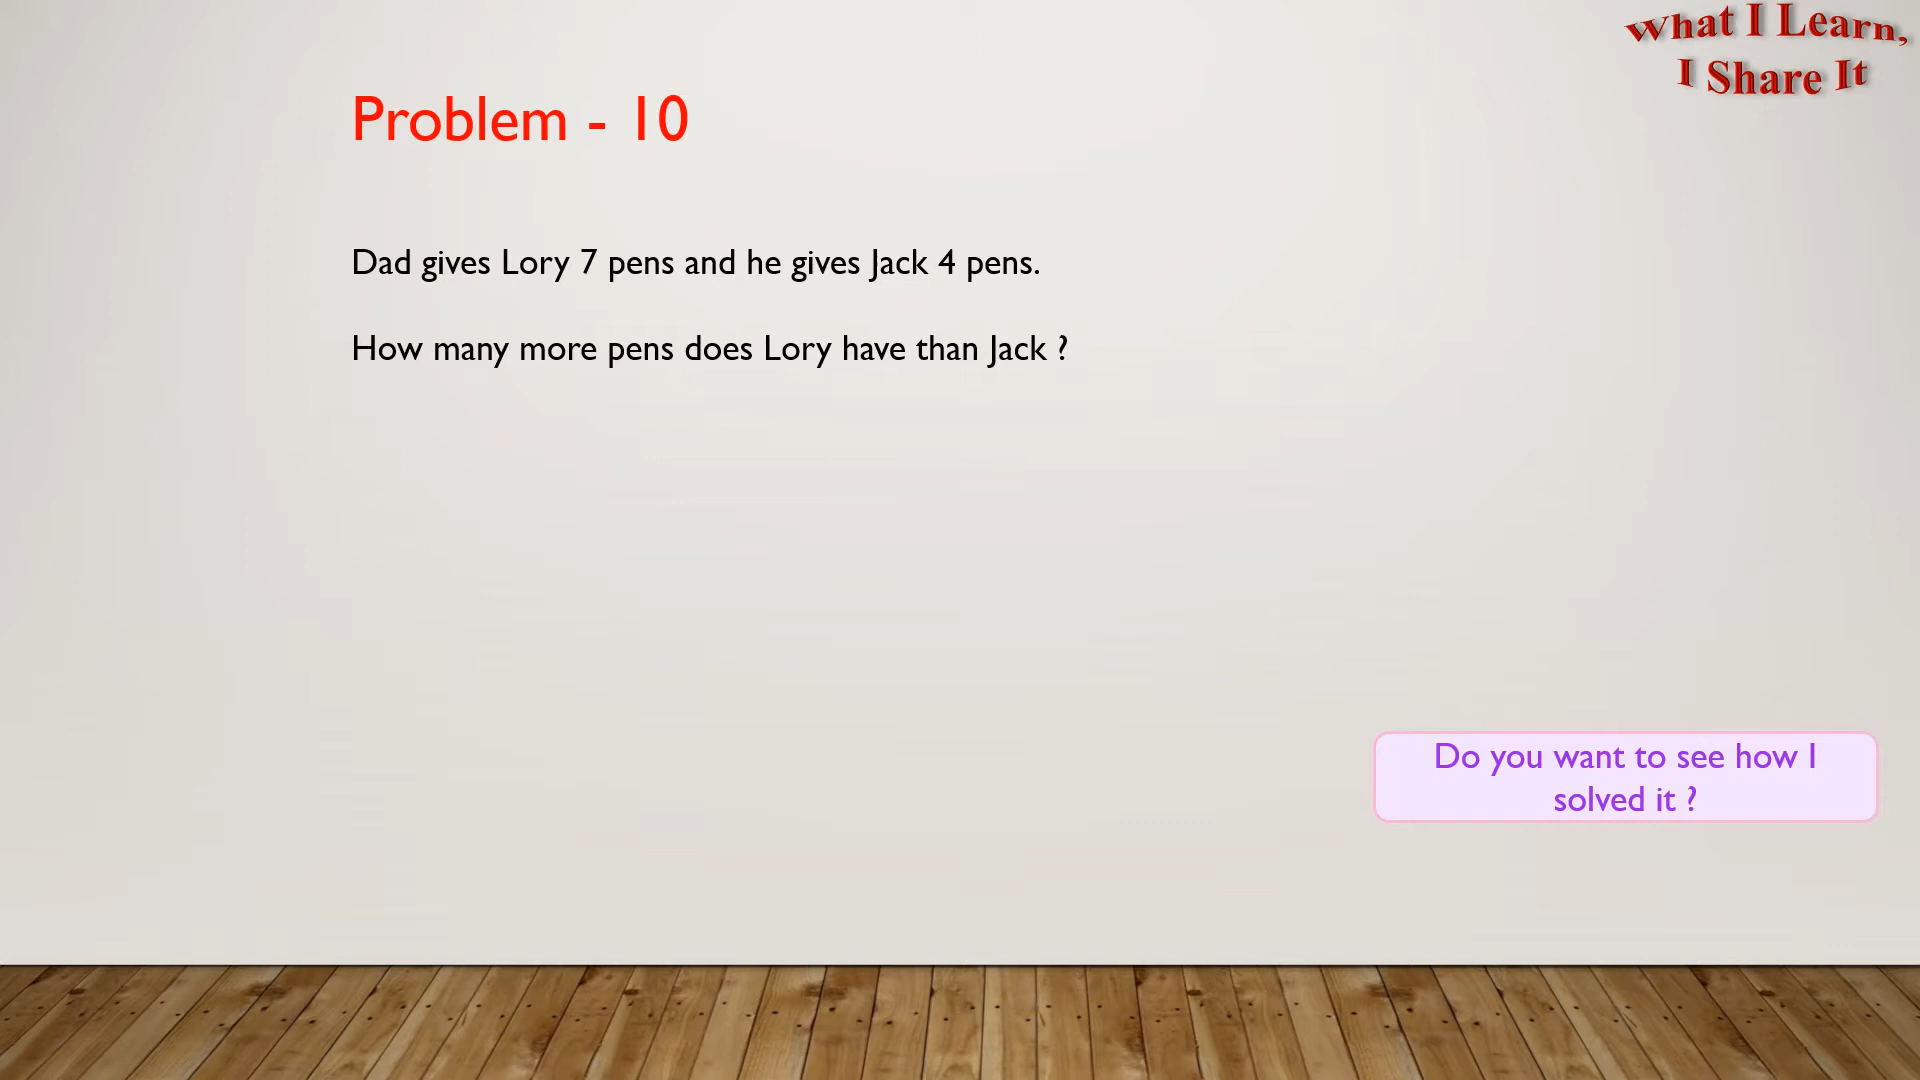 What I Learn,
I Share It
Problem - 10
Dad gives Lory 7 pens and he gives Jack 4 pens.
How many more pens does Lory have than Jack ?
Do you want to see how I
solved it ?